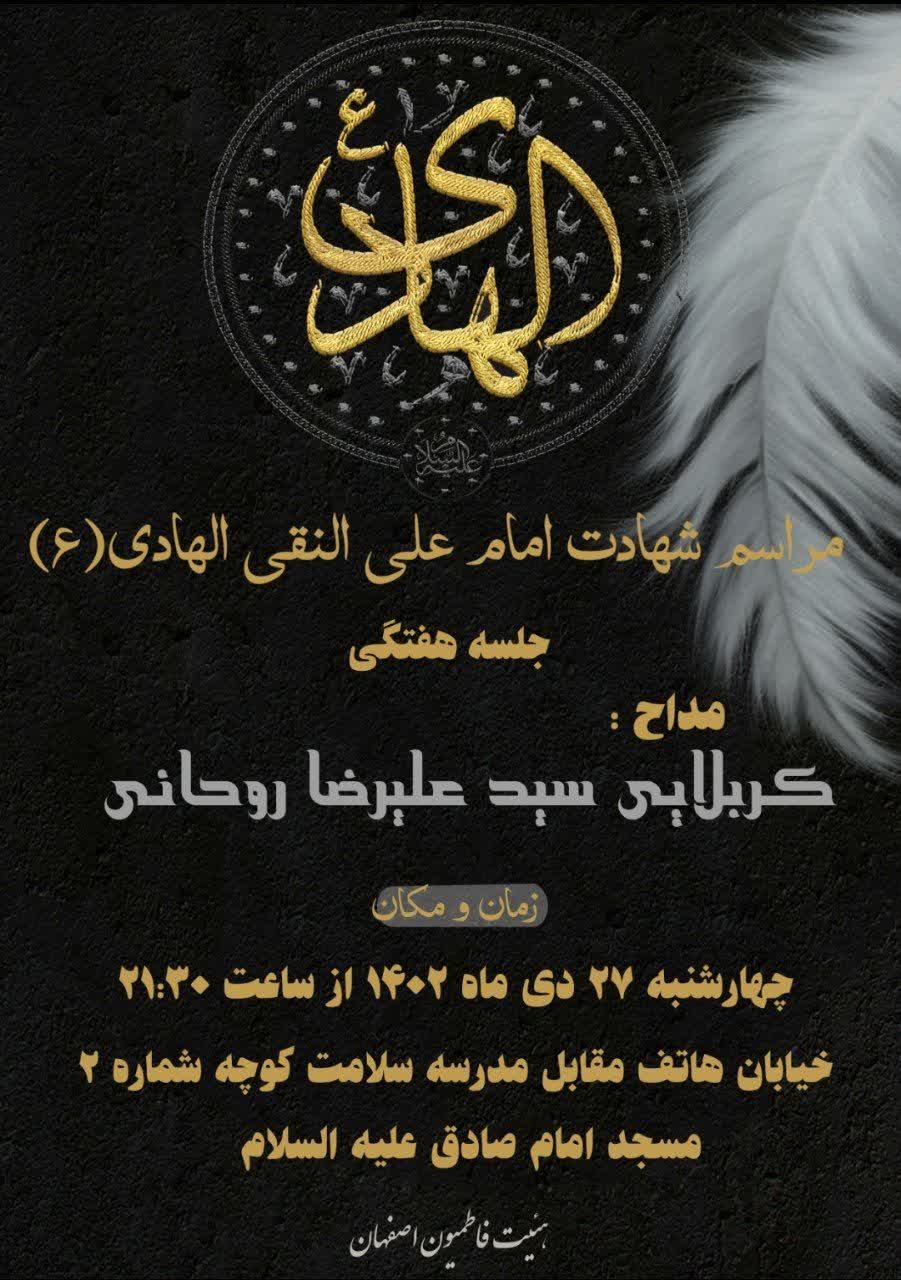 الهادی ع
علیه السلام
مراسم شهادت امام علی النقی الهادی(۶)
جلسه هفتگی
مداح :
کربلایی سید علیرضا روحانی
زمان و مکان
چهارشنبه ۲۷ دی ماه ۱۴۰۲ از ساعت ۲۱:۳۰
خیابان هاتف مقابل مدرسه سلامت کوچه شماره ۲
مسجد امام صادق علیه السلام
هئیت فاطمیون اصفهان